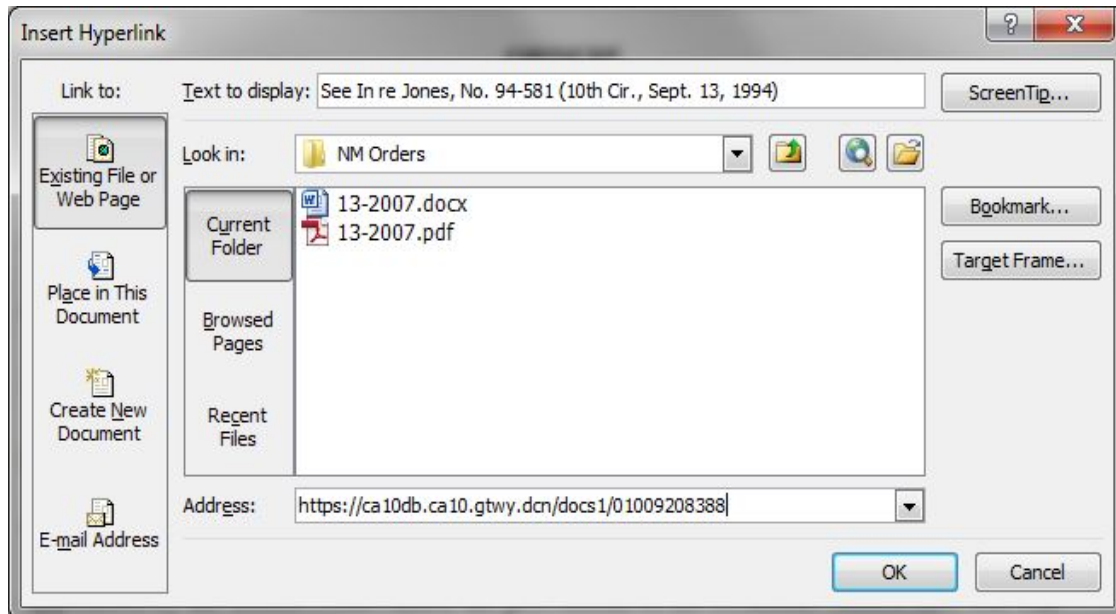 Insert Hyperlink
Link to:
Text to display: See In re Jones, No. 94-581 (10th Cir., Sept. 13, 1994)
ScreenTip...
Existing File or
Web Page
Look in: NM Orders
Current
Folder
13-2007.docx
13-2007.pdf
Bookmark...
Target Frame...
Place in This
Document
Browsed
Pages
Create New
Document
Recent
Files
E-mail Address
Address: https://ca10db.ca10.gtwy.dcn/docs1/01009208388
OK
Cancel